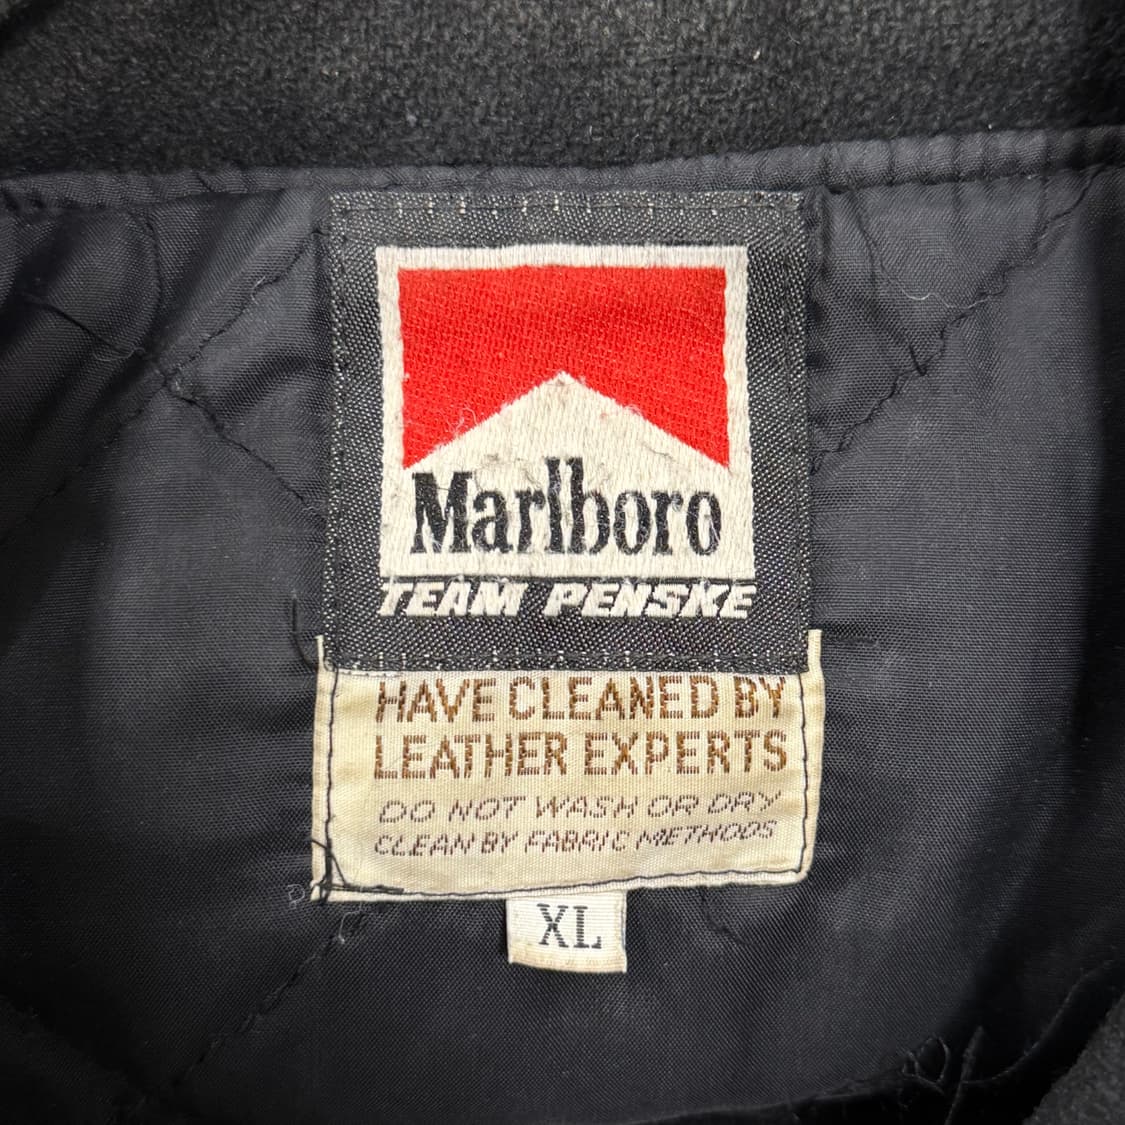 Marlboro
TEAM PENSKE
HAVE CLEANED BY
LEATHER EXPERTS
DO NOT WASH OR DRY
CLEAN BY FABRIC METHODS
XL